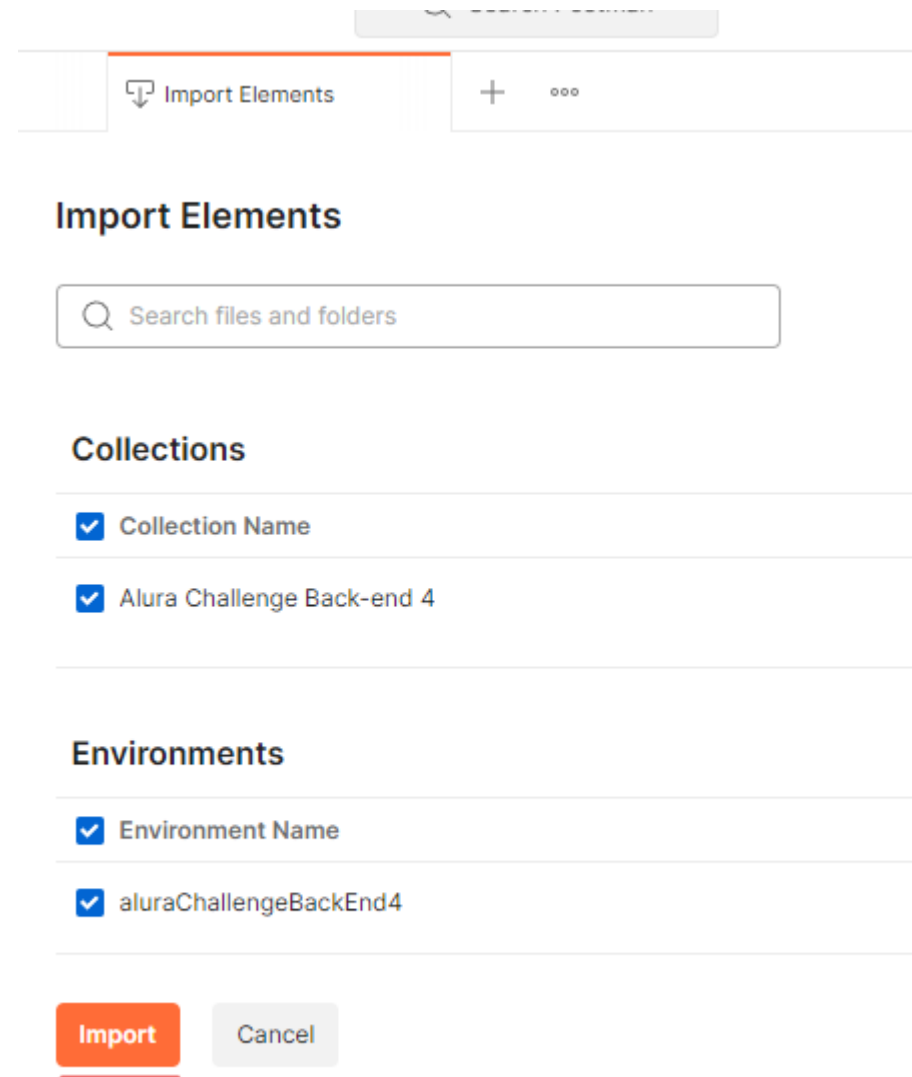 Import Elements
Import Elements
Search files and folders
Collections
Collection Name
Alura Challenge Back-end 4
Environments
Environment Name
aluraChallengeBackEnd4
Import Cancel